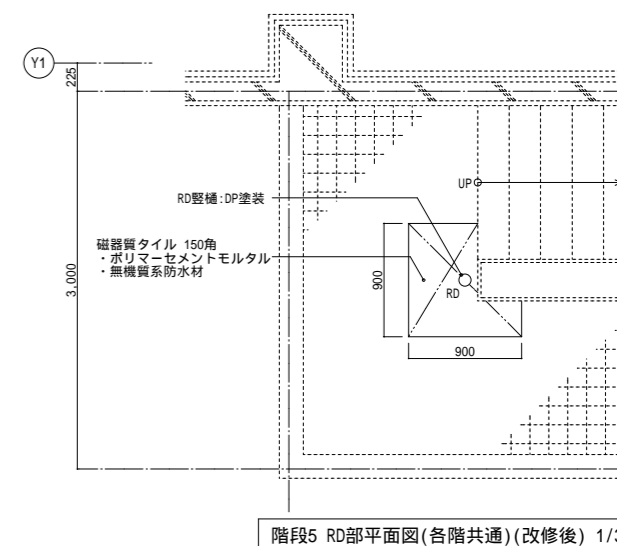 Y1
225
UP
RD竪樋:DP塗装
磁器質タイル 150角
・ポリマーセメントモルタル
・無機質系防水材
3,000
900
RD
900
階段5 RD部平面図(各階共通)(改修後) 1/3